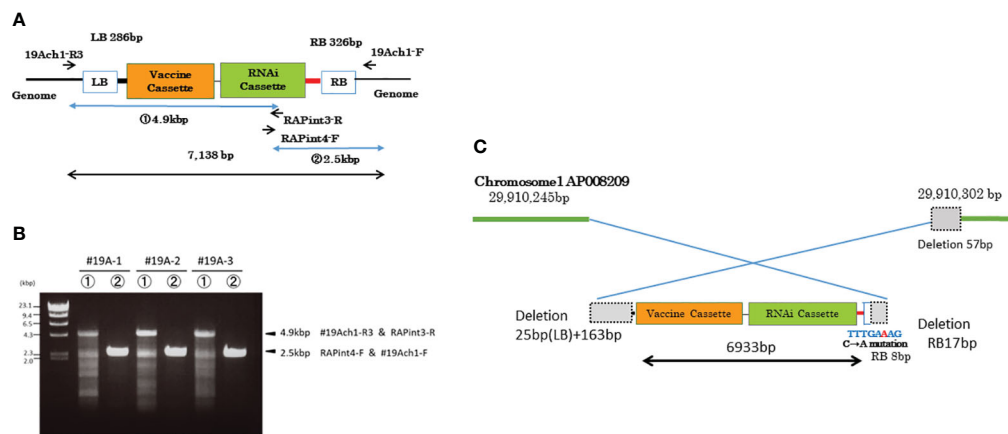 A
LB 286bp
RB 326bp
19Ach1-R3
19Ach1-F
LB
Vaccine
Cassette
RNAi
Cassette
RB
Genome
Genome
①4.9kbp
RAPint3-R
RAPint4-F
7,138 bp
②2.5kbp
B
#19A-1 #19A-2 #19A-3
(kbp) ① ② ① ② ① ②
23.1
9.4
6.5
4.3
4.9kbp #19Ach1-R3 & RAPint3-R
2.3
2.0
2.5kbp RAPint4-F & #19Ach1-F
C
Chromosome1 AP008209
29,910,245bp
29,910,302 bp
Deletion 57bp
Deletion
25bp(LB)+163bp
Vaccine Cassette
RNAi Cassette
TTTGAAAG
C→A mutation
RB 8bp
Deletion
RB17bp
6933bp